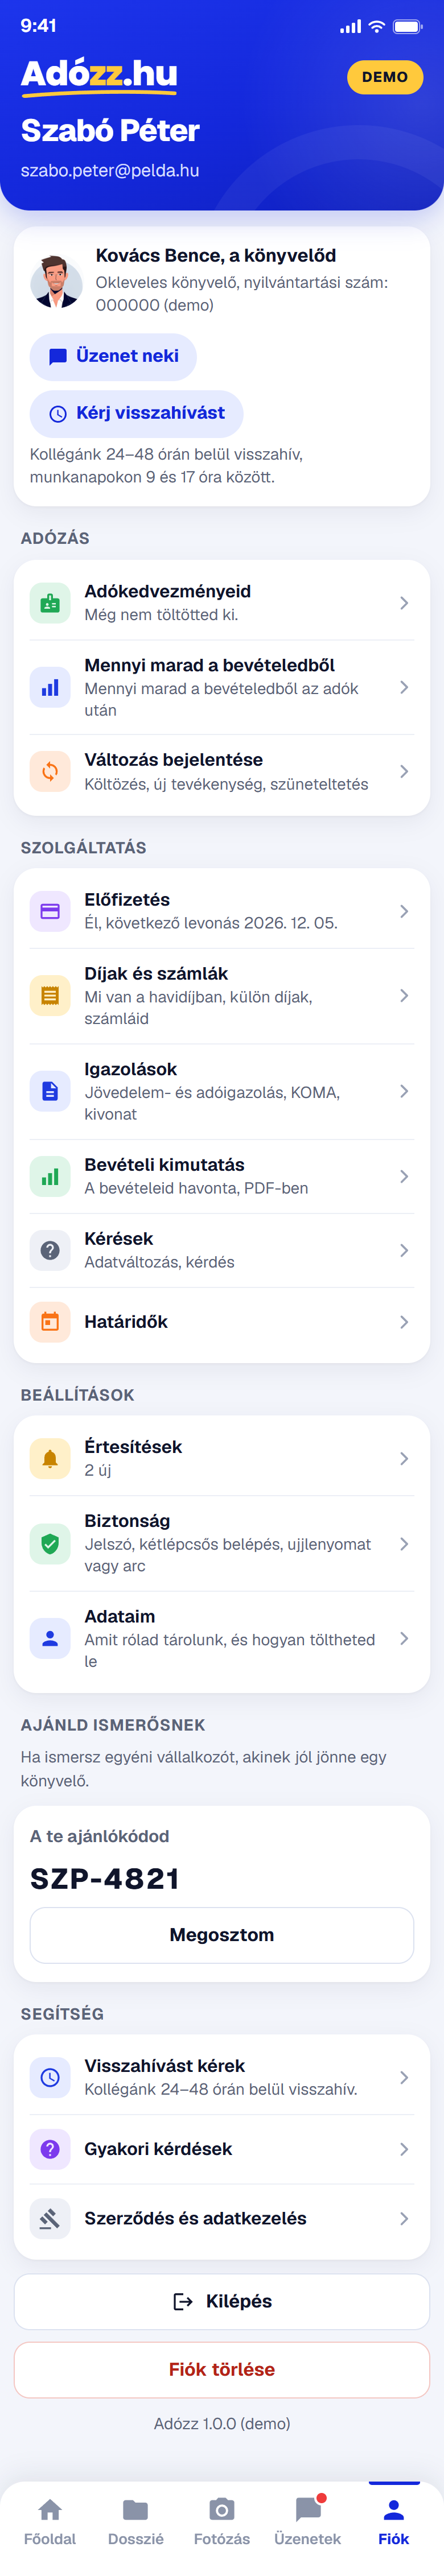 9:41
Adózz.hu
DEMO
Szabó Péter
szabo.peter@pelda.hu
Kovács Bence, a könyvelőd
Okleveles könyvelő, nyilvántartási szám:
000000 (demo)
Üzenet neki
Kérj visszahívást
Kollégánk 24–48 órán belül visszahív,
munkanapokon 9 és 17 óra között.
ADÓZÁS
Adókedvezményeid
Még nem töltötted ki.
Mennyi marad a bevételedből
Mennyi marad a bevételedből az adók
után
Változás bejelentése
Költözés, új tevékenység, szüneteltetés
SZOLGÁLTATÁS
Előfizetés
Él, következő levonás 2026. 12. 05.
Díjak és számlák
Mi van a havidíjban, külön díjak,
számláid
Igazolások
Jövedelem- és adóigazolás, KOMA,
kivonat
Bevételi kimutatás
A bevételeid havonta, PDF-ben
Kérések
Adatváltozás, kérdés
Határidők
BEÁLLÍTÁSOK
Értesítések
2 új
Biztonság
Jelszó, kétlépcsős belépés, ujjlenyomat
vagy arc
Adataim
Amit rólad tárolunk, és hogyan töltheted
le
AJÁNLD ISMERŐSNEK
Ha ismersz egyéni vállalkozót, akinek jól jönne egy
könyvelő.
A te ajánlókódod
SZP-4821
Megosztom
SEGÍTSÉG
Visszahívást kérek
Kollégánk 24–48 órán belül visszahív.
Gyakori kérdések
Szerződés és adatkezelés
Kilépés
Fiók törlése
Adózz 1.0.0 (demo)
Főoldal
Dosszié
Fotózás
Üzenetek
Fiók